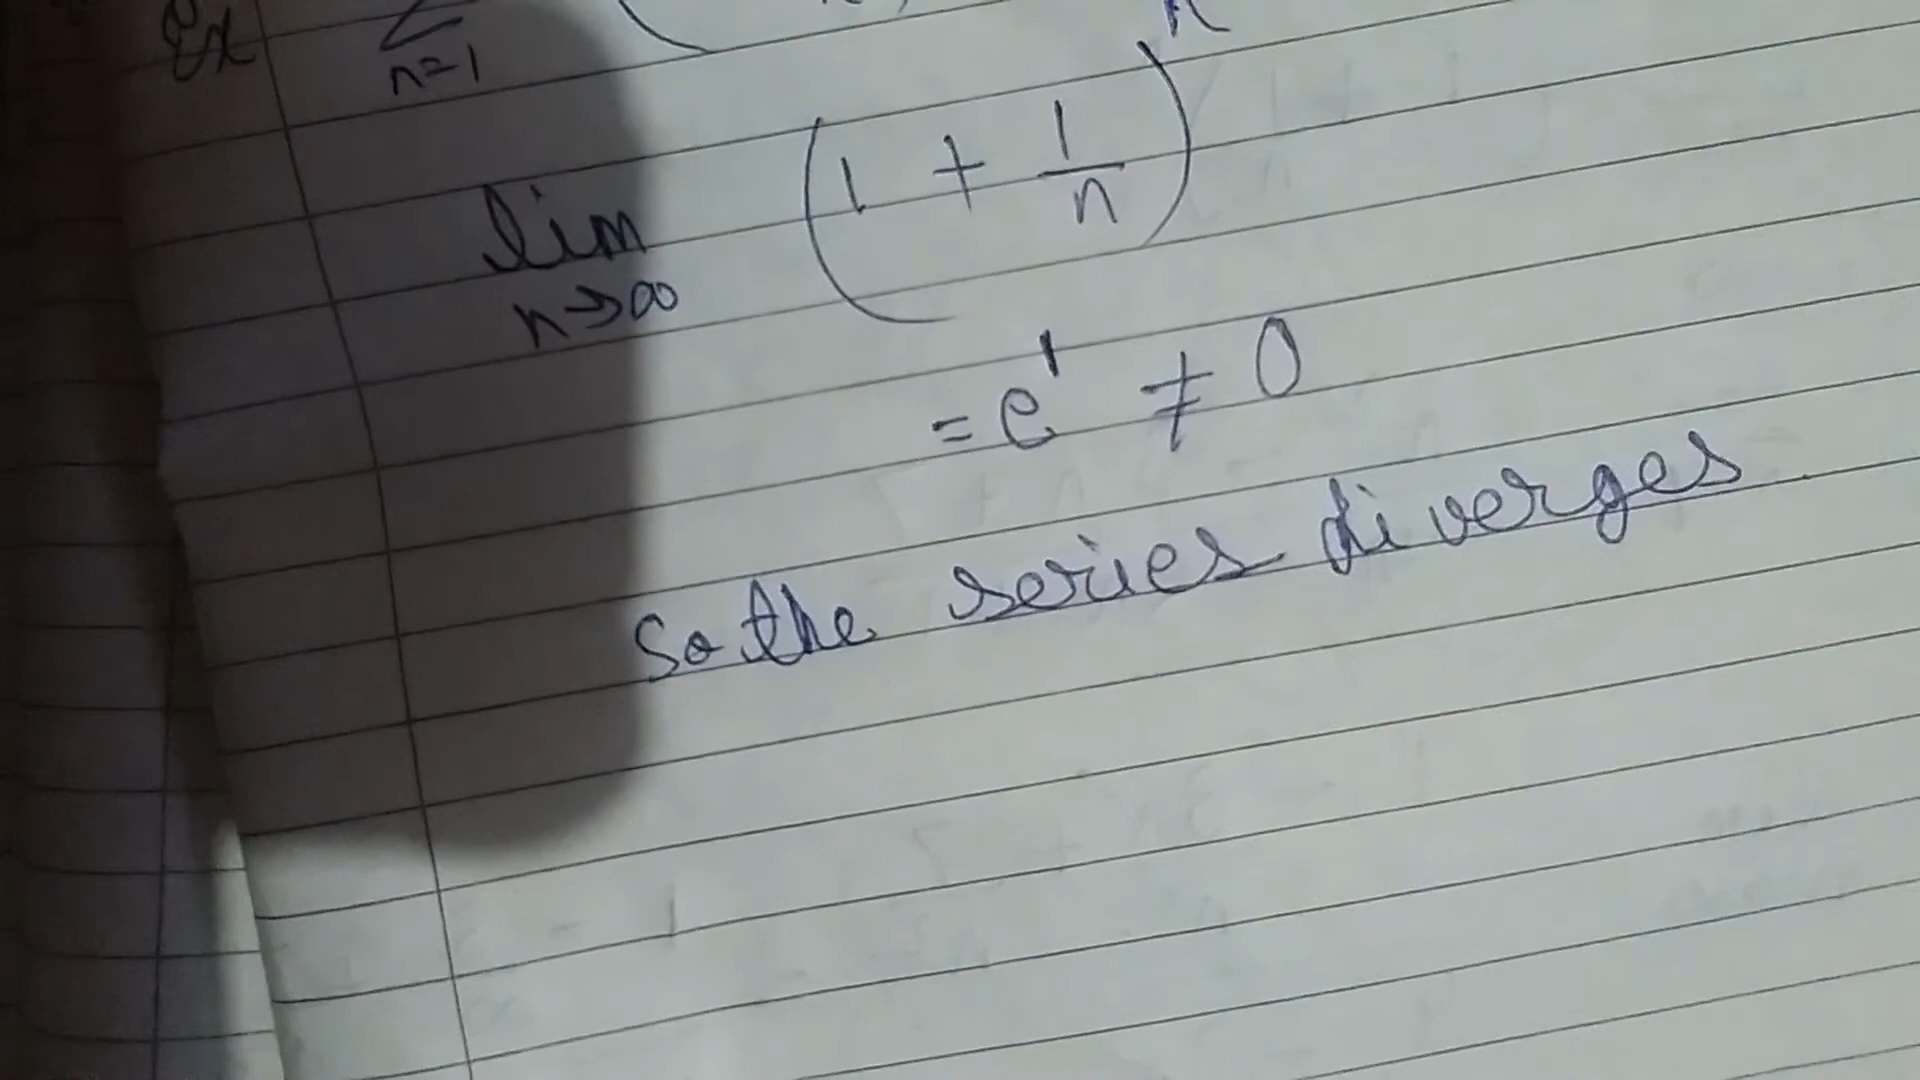 Ex ∑ n=1 (
lim n→∞ (1 + 1/n)^n
= e^1 ≠ 0
So the series diverges